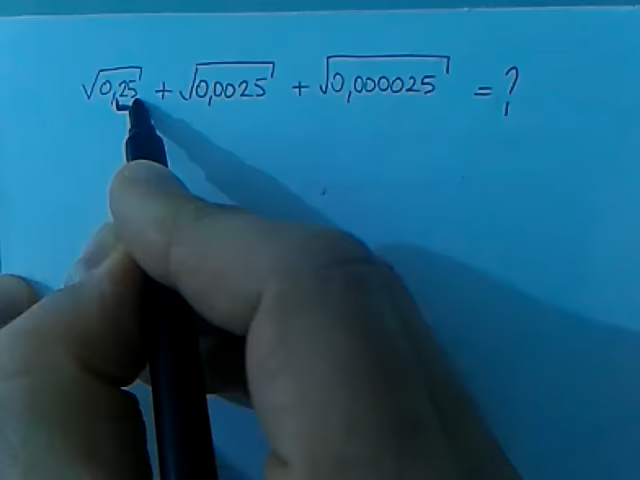 √0,25 + √0,0025 + √0,000025 = ?